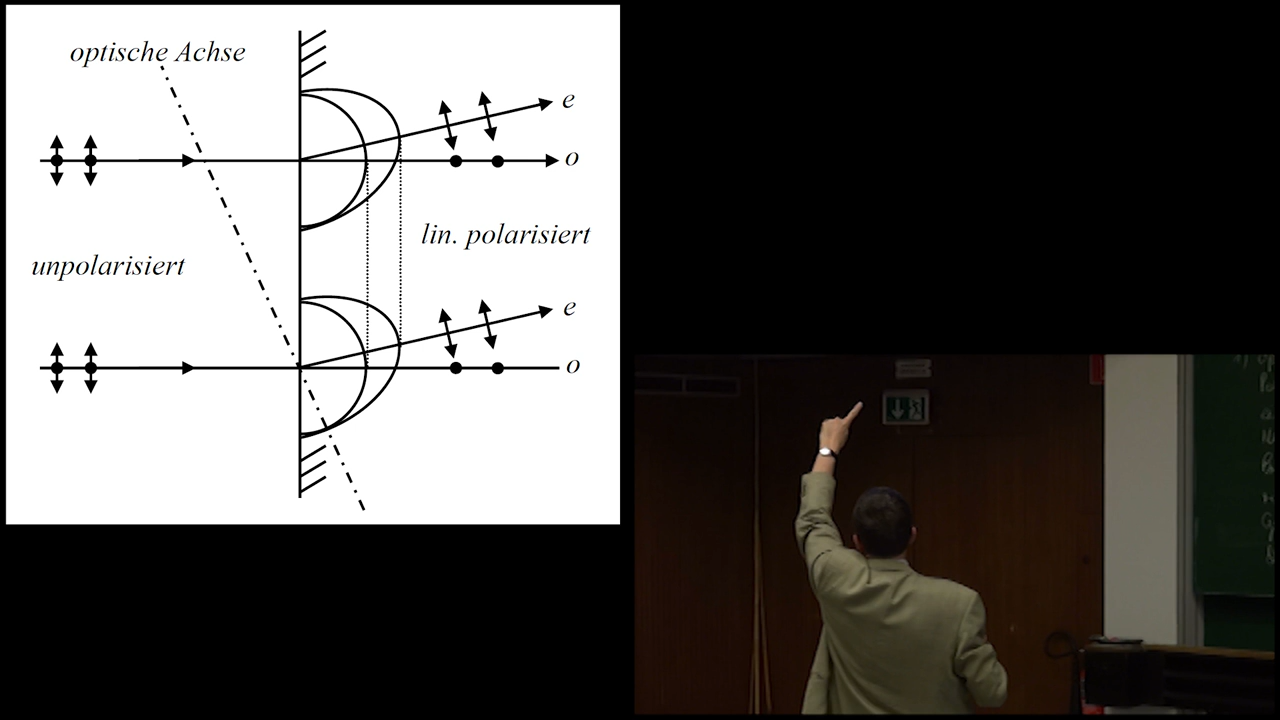 optische Achse
e
o
lin. polarisiert
unpolarisiert
e
o